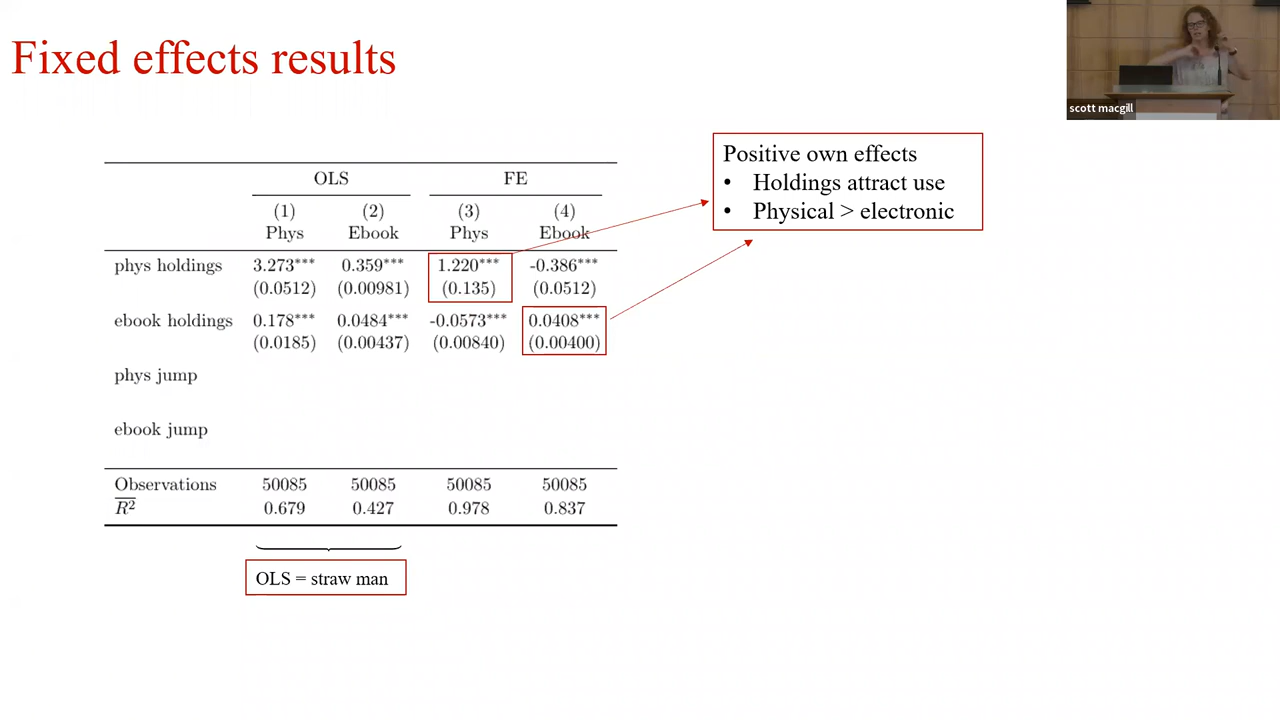 Fixed effects results
scott macgill
Positive own effects
• Holdings attract use
• Physical > electronic
OLS FE
(1) (2) (3) (4)
Phys Ebook Phys Ebook
phys holdings 3.273*** 0.359*** 1.220*** -0.386***
(0.0512) (0.00981) (0.135) (0.0512)
ebook holdings 0.178*** 0.0484*** -0.0573*** 0.0408***
(0.0185) (0.00437) (0.00840) (0.00400)
phys jump
ebook jump
Observations 50085 50085 50085 50085
R² 0.679 0.427 0.978 0.837
OLS = straw man